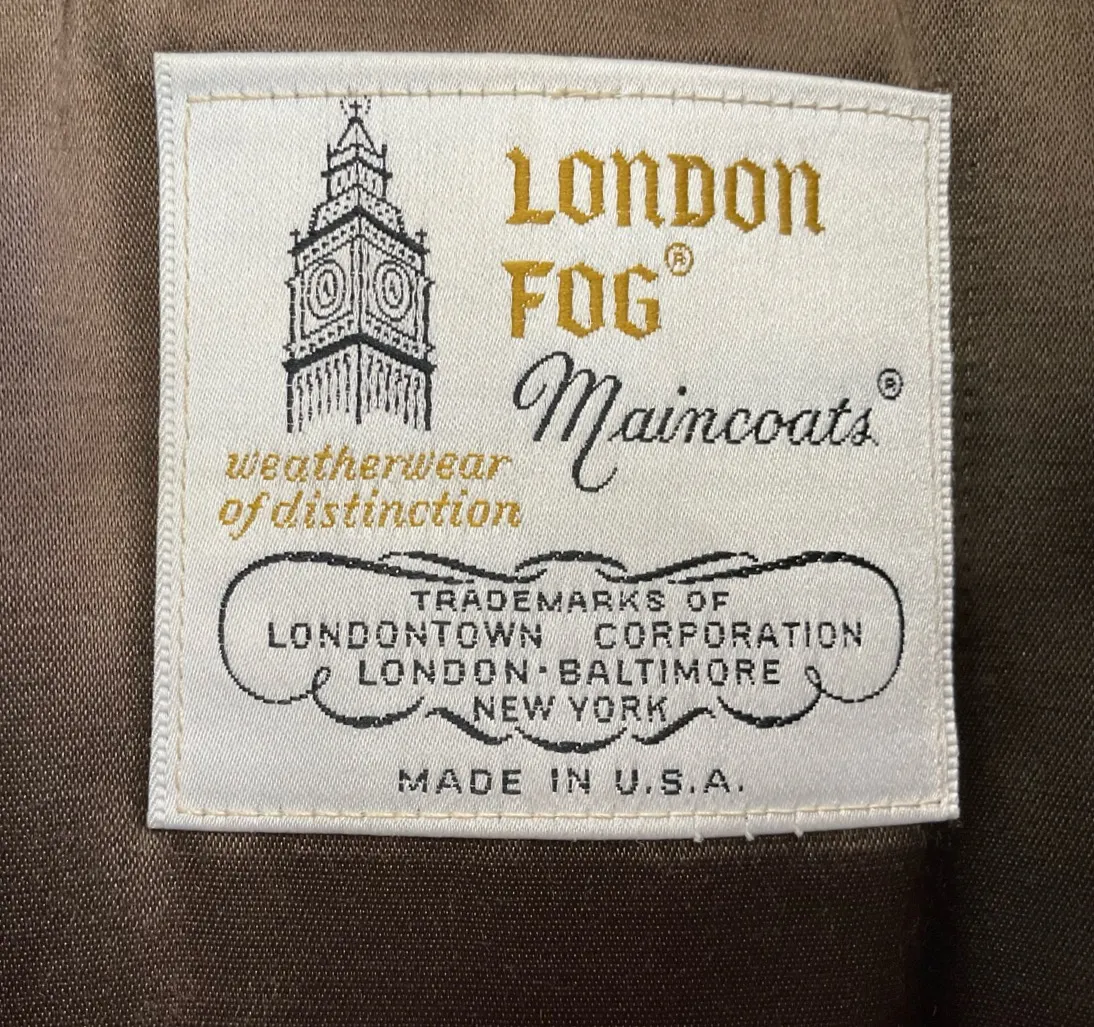 LONDON
FOG®
Maincoats®
weatherwear
of distinction
TRADEMARKS OF
LONDONTOWN CORPORATION
LONDON·BALTIMORE
NEW YORK
MADE IN U.S.A.